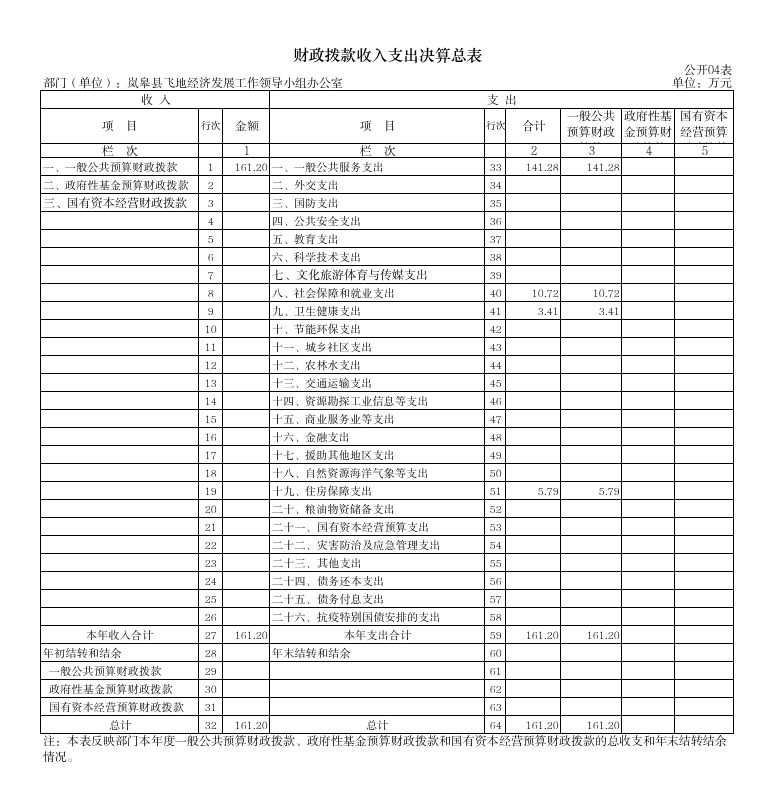 财政拨款收入支出决算总表
公开04表
部门（单位）：岚皋县飞地经济发展工作领导小组办公室 单位：万元
收 入 支 出
项 目 行次 金额 项 目 行次 合计 一般公共预算财政 政府性基金预算财 国有资本经营预算
栏 次 1 栏 次 2 3 4 5
一、一般公共预算财政拨款 1 161.20 一、一般公共服务支出 33 141.28 141.28
二、政府性基金预算财政拨款 2 二、外交支出 34
三、国有资本经营财政拨款 3 三、国防支出 35
4 四、公共安全支出 36
5 五、教育支出 37
6 六、科学技术支出 38
7 七、文化旅游体育与传媒支出 39
8 八、社会保障和就业支出 40 10.72 10.72
9 九、卫生健康支出 41 3.41 3.41
10 十、节能环保支出 42
11 十一、城乡社区支出 43
12 十二、农林水支出 44
13 十三、交通运输支出 45
14 十四、资源勘探工业信息等支出 46
15 十五、商业服务业等支出 47
16 十六、金融支出 48
17 十七、援助其他地区支出 49
18 十八、自然资源海洋气象等支出 50
19 十九、住房保障支出 51 5.79 5.79
20 二十、粮油物资储备支出 52
21 二十一、国有资本经营预算支出 53
22 二十二、灾害防治及应急管理支出 54
23 二十三、其他支出 55
24 二十四、债务还本支出 56
25 二十五、债务付息支出 57
26 二十六、抗疫特别国债安排的支出 58
本年收入合计 27 161.20 本年支出合计 59 161.20 161.20
年初结转和结余 28 年末结转和结余 60
一般公共预算财政拨款 29 61
政府性基金预算财政拨款 30 62
国有资本经营预算财政拨款 31 63
总计 32 161.20 总计 64 161.20 161.20
注：本表反映部门本年度一般公共预算财政拨款、政府性基金预算财政拨款和国有资本经营预算财政拨款的总收支和年末结转结余
情况。